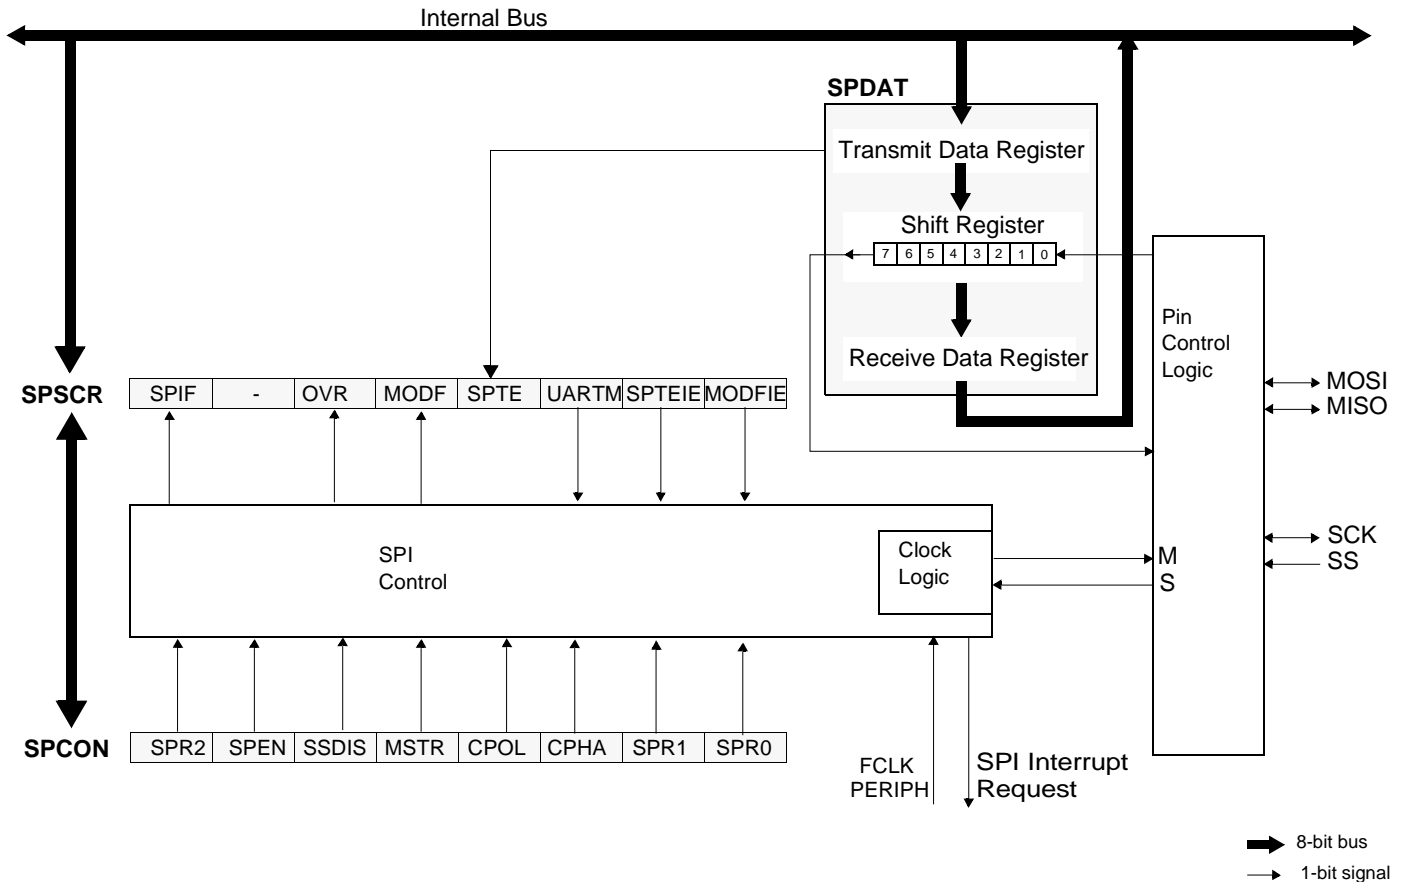 Internal Bus
SPDAT
Transmit Data Register
Shift Register
7 6 5 4 3 2 1 0
Receive Data Register
Pin
Control
Logic
MOSI
MISO
SCK
SS
SPSCR
SPIF - OVR MODF SPTE UARTM SPTEIE MODFIE
SPI
Control
Clock
Logic
M
S
SPCON
SPR2 SPEN SSDIS MSTR CPOL CPHA SPR1 SPR0
FCLK
PERIPH
SPI Interrupt
Request
8-bit bus
1-bit signal